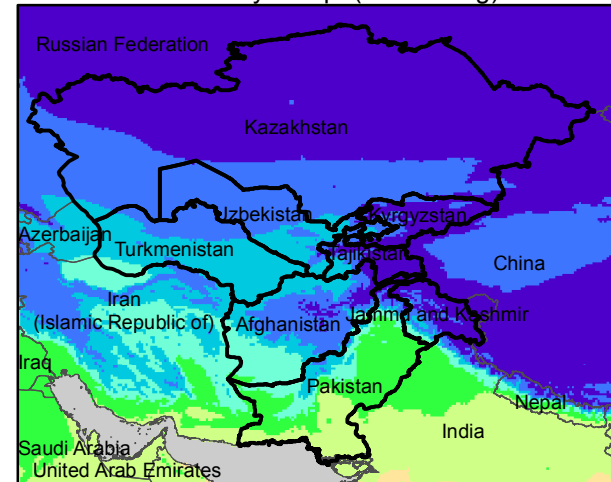 Russian Federation
Kazakhstan
Uzbekistan
Kyrgyzstan
Azerbaijan
Turkmenistan
Tajikistan
China
Iran
(Islamic Republic of)
Afghanistan
Jammu and Kashmir
Iraq
Pakistan
Nepal
India
Saudi Arabia
United Arab Emirates